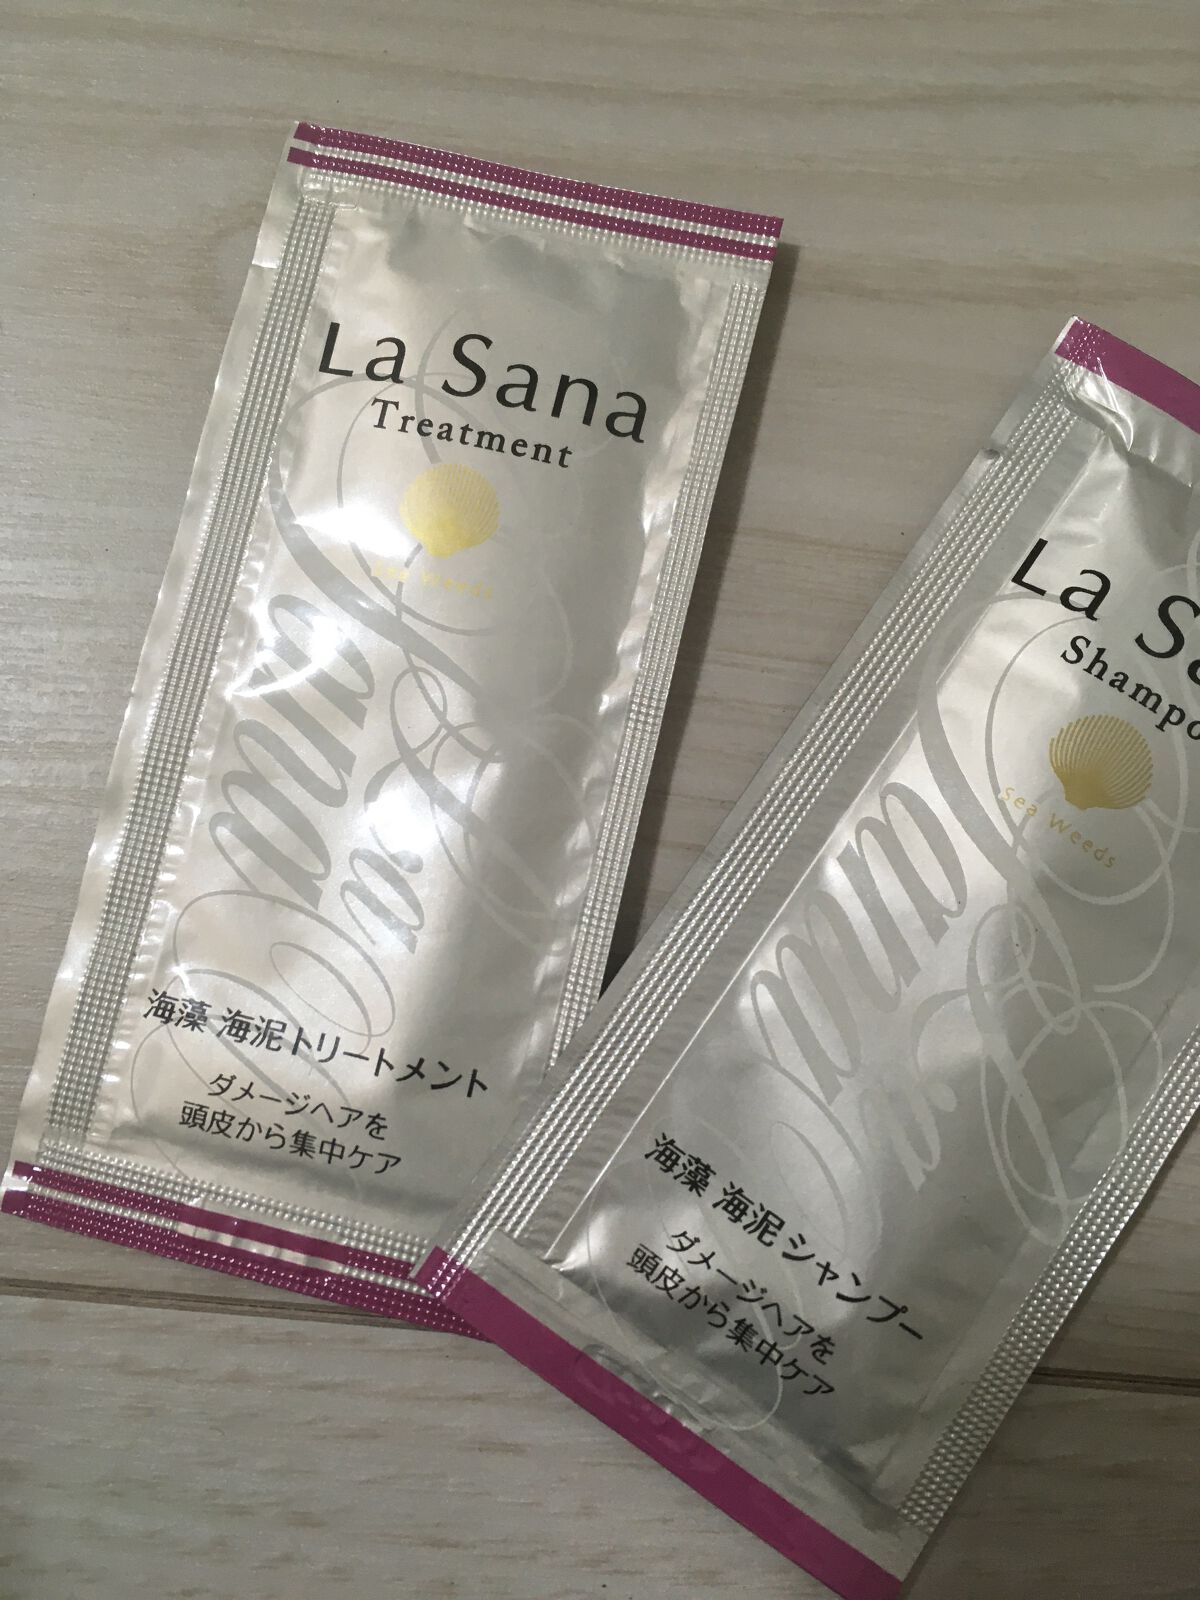 La Sana
Treatment
Sea Weeds
海藻 海泥トリートメント
ダメージヘアを
頭皮から集中ケア
La Sa
Shampo
Sea Weeds
海藻 海泥シャンプー
ダメージヘアを
頭皮から集中ケア